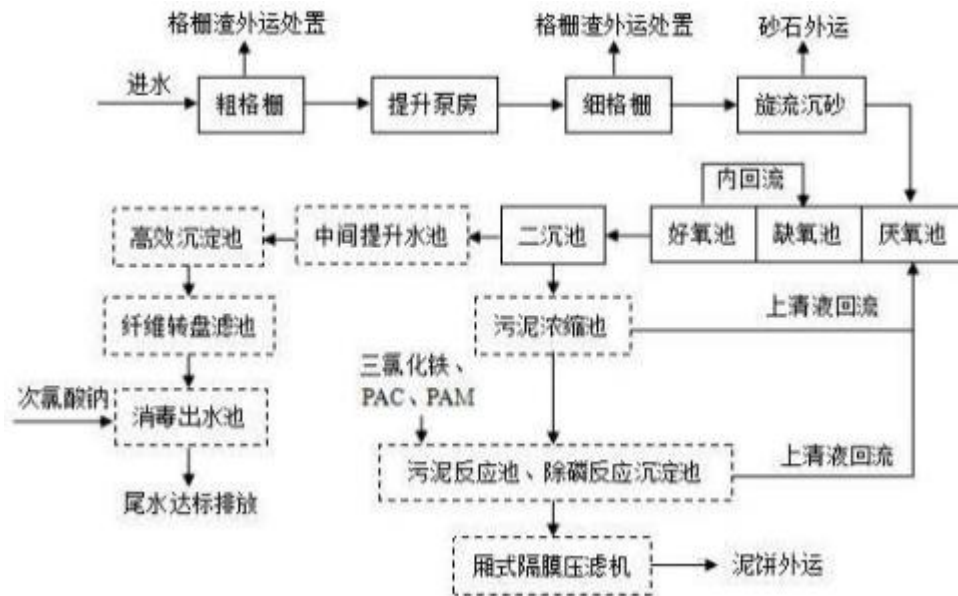 格栅渣外运处置
格栅渣外运处置
砂石外运
进水
粗格栅
提升泵房
细格栅
旋流沉砂
内回流
高效沉淀池
中间提升水池
二沉池
好氧池
缺氧池
厌氧池
纤维转盘滤池
污泥浓缩池
上清液回流
三氯化铁、
PAC、PAM
次氯酸钠
消毒出水池
污泥反应池、除磷反应沉淀池
上清液回流
尾水达标排放
厢式隔膜压滤机
泥饼外运